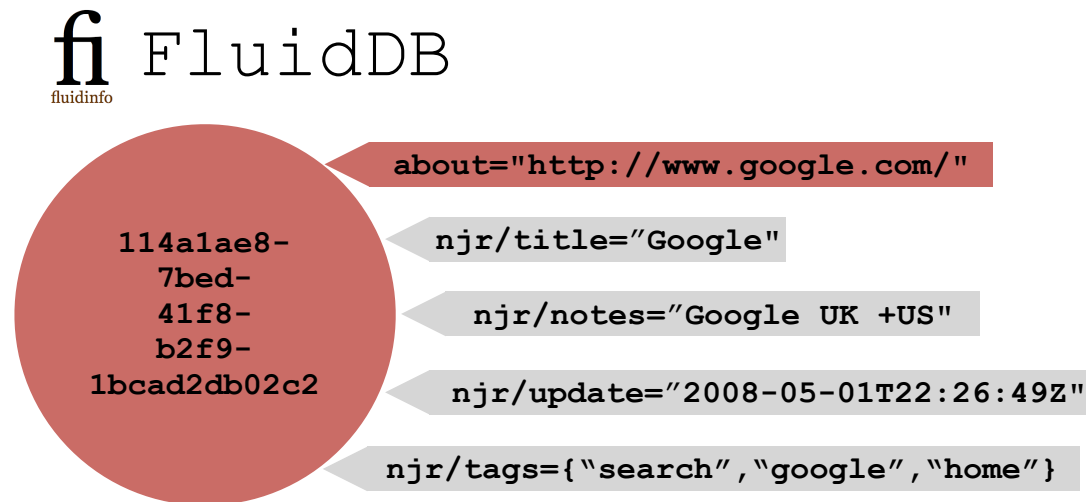 fi FluidDB
fluidinfo
about="http://www.google.com/"
njr/title=”Google"
njr/notes=”Google UK +US"
njr/update=”2008-05-01T22:26:49Z"
njr/tags={“search”,“google”,“home”}
114a1ae8-
7bed-
41f8-
b2f9-
1bcad2db02c2